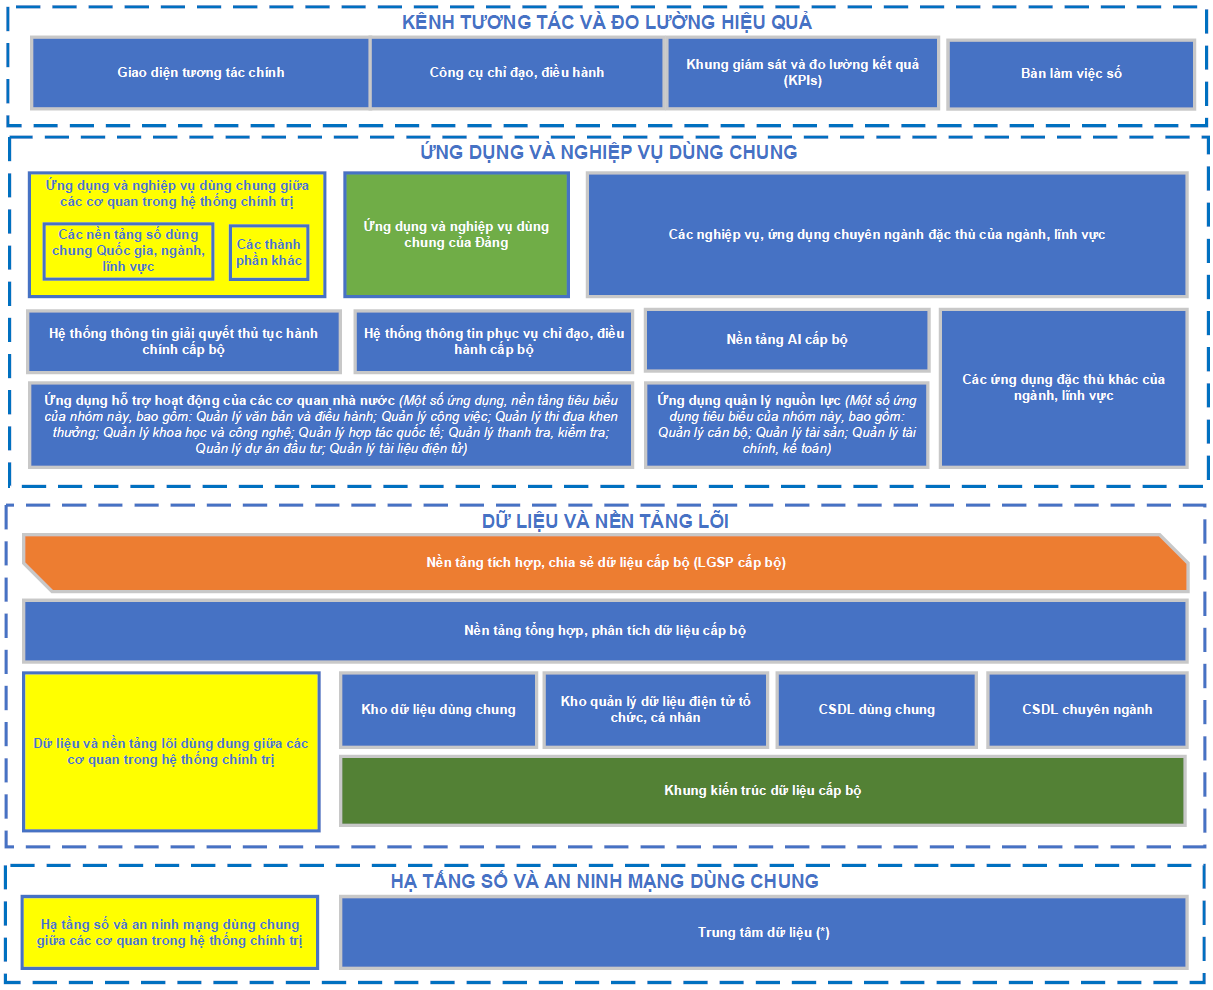 KÊNH TƯƠNG TÁC VÀ ĐO LƯỜNG HIỆU QUẢ
Giao diện tương tác chính
Công cụ chỉ đạo, điều hành
Khung giám sát và đo lường kết quả
(KPIs)
Bàn làm việc số
ỨNG DỤNG VÀ NGHIỆP VỤ DÙNG CHUNG
Ứng dụng và nghiệp vụ dùng chung giữa
các cơ quan trong hệ thống chính trị
Các nền tảng số dùng
chung Quốc gia, ngành,
lĩnh vực
Các thành
phần khác
Ứng dụng và nghiệp vụ dùng
chung của Đảng
Các nghiệp vụ, ứng dụng chuyên ngành đặc thù của ngành, lĩnh vực
Hệ thống thông tin giải quyết thủ tục hành
chính cấp bộ
Hệ thống thông tin phục vụ chỉ đạo, điều
hành cấp bộ
Nền tảng AI cấp bộ
Các ứng dụng đặc thù khác của
ngành, lĩnh vực
Ứng dụng hỗ trợ hoạt động của các cơ quan nhà nước (Một số ứng dụng, nền tảng tiêu biểu
của nhóm này, bao gồm: Quản lý văn bản và điều hành; Quản lý công việc; Quản lý thi đua khen
thưởng; Quản lý khoa học và công nghệ; Quản lý hợp tác quốc tế; Quản lý thanh tra, kiểm tra;
Quản lý dự án đầu tư; Quản lý tài liệu điện tử)
Ứng dụng quản lý nguồn lực (Một số ứng
dụng tiêu biểu của nhóm này, bao gồm:
Quản lý cán bộ; Quản lý tài sản; Quản lý tài
chính, kế toán)
DỮ LIỆU VÀ NỀN TẢNG LÕI
Nền tảng tích hợp, chia sẻ dữ liệu cấp bộ (LGSP cấp bộ)
Nền tảng tổng hợp, phân tích dữ liệu cấp bộ
Dữ liệu và nền tảng lõi dùng dung giữa các
cơ quan trong hệ thống chính trị
Kho dữ liệu dùng chung
Kho quản lý dữ liệu điện tử tổ
chức, cá nhân
CSDL dùng chung
CSDL chuyên ngành
Khung kiến trúc dữ liệu cấp bộ
HẠ TẦNG SỐ VÀ AN NINH MẠNG DÙNG CHUNG
Hạ tầng số và an ninh mạng dùng chung
giữa các cơ quan trong hệ thống chính trị
Trung tâm dữ liệu (*)